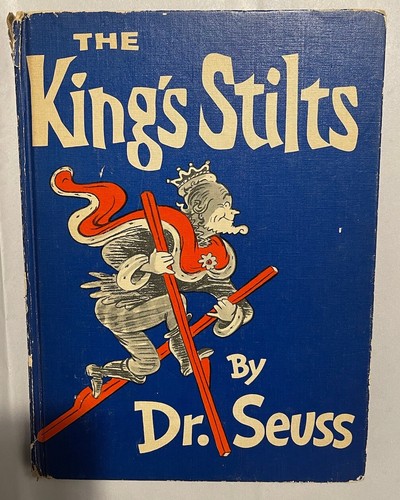 THE
King's Stilts
By
Dr. Seuss